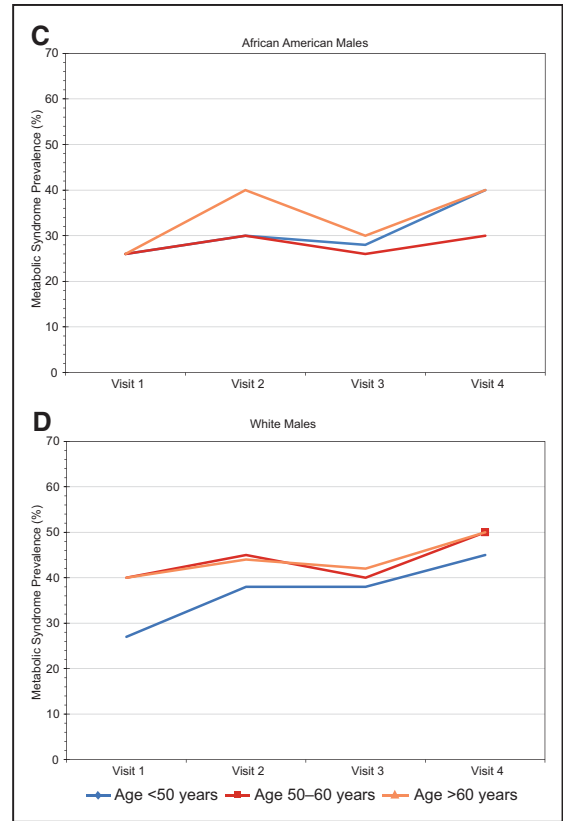 C
African American Males
Metabolic Syndrome Prevalence (%)
70
60
50
40
30
20
10
0
Visit 1 Visit 2 Visit 3 Visit 4
D
White Males
Metabolic Syndrome Prevalence (%)
70
60
50
40
30
20
10
0
Visit 1 Visit 2 Visit 3 Visit 4
Age <50 years Age 50–60 years Age >60 years